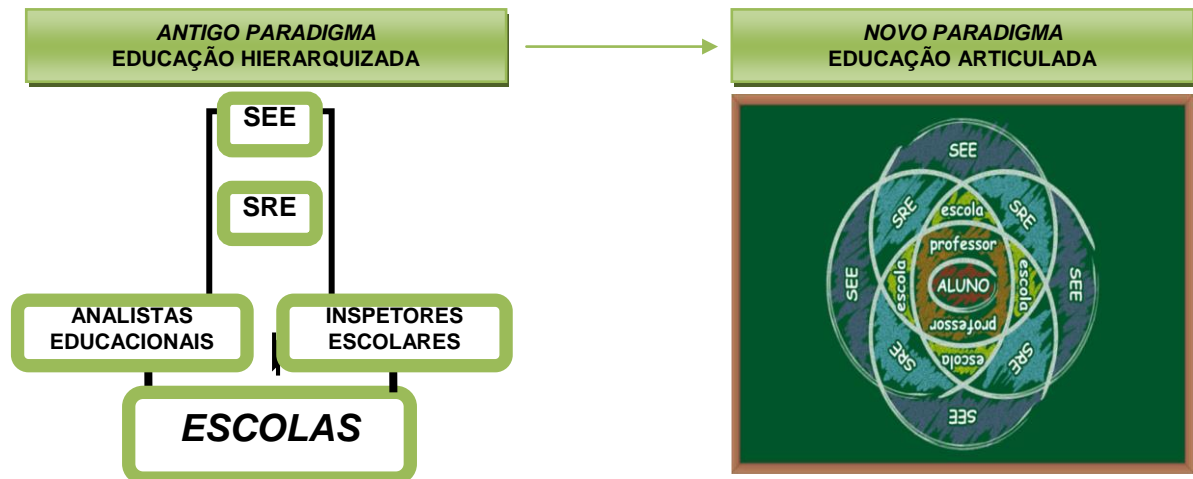 ANTIGO PARADIGMA
EDUCAÇÃO HIERARQUIZADA
NOVO PARADIGMA
EDUCAÇÃO ARTICULADA
SEE
SRE
ANALISTAS
EDUCACIONAIS
INSPETORES
ESCOLARES
ESCOLAS
SEE
SRE
escola
SRE
professor
SEE
escola
ALUNO
escola
SEE
professor
SRE
escola
SRE
SEE